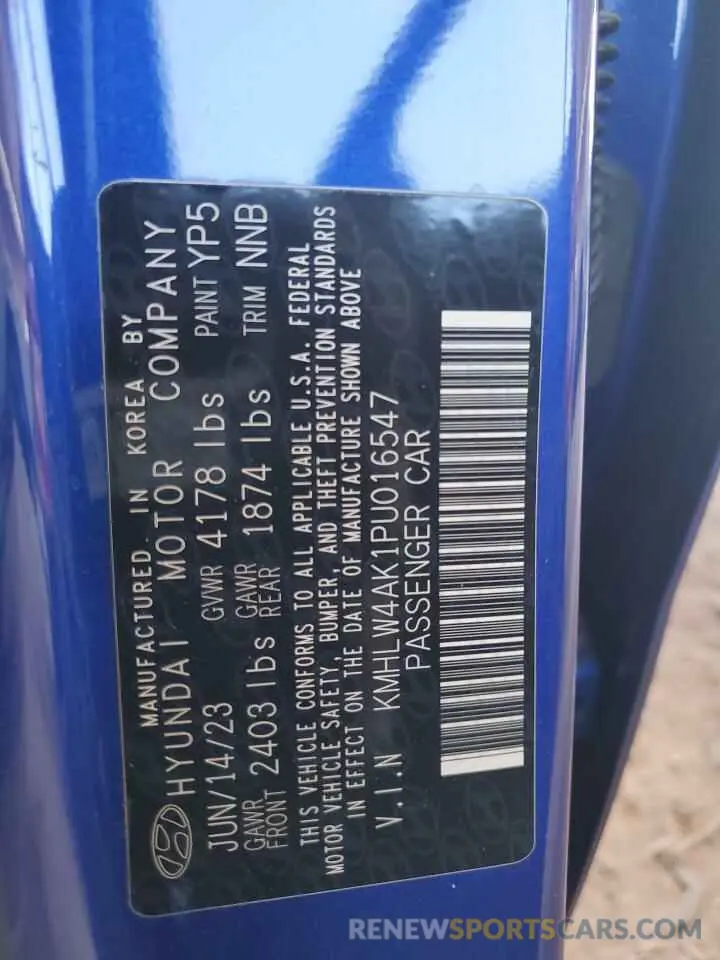 MANUFACTURED IN KOREA BY
HYUNDAI MOTOR COMPANY
JUN/14/23 GVWR 4178 lbs PAINT YP5
GAWR FRONT 2403 lbs GAWR REAR 1874 lbs TRIM NNB
THIS VEHICLE CONFORMS TO ALL APPLICABLE U.S.A. FEDERAL
MOTOR VEHICLE SAFETY, BUMPER, AND THEFT PREVENTION STANDARDS
IN EFFECT ON THE DATE OF MANUFACTURE SHOWN ABOVE
V.I.N KMHLW4AK1PU016547
PASSENGER CAR
RENEWSPORTSCARS.COM